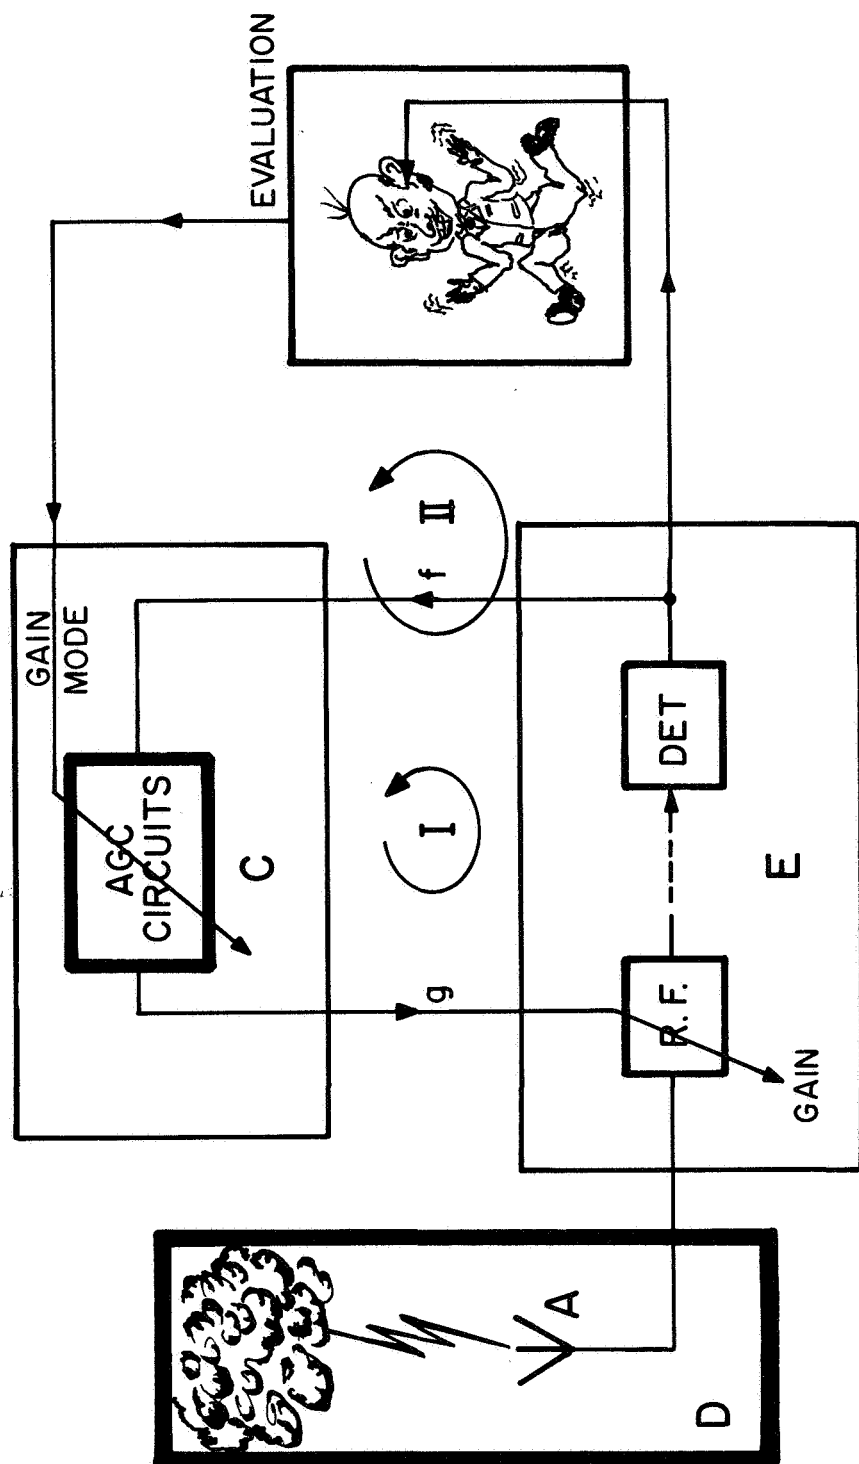 EVALUATION
GAIN
MODE
AGC
CIRCUITS
C
g
I
f
II
R.F.
DET
GAIN
E
A
D